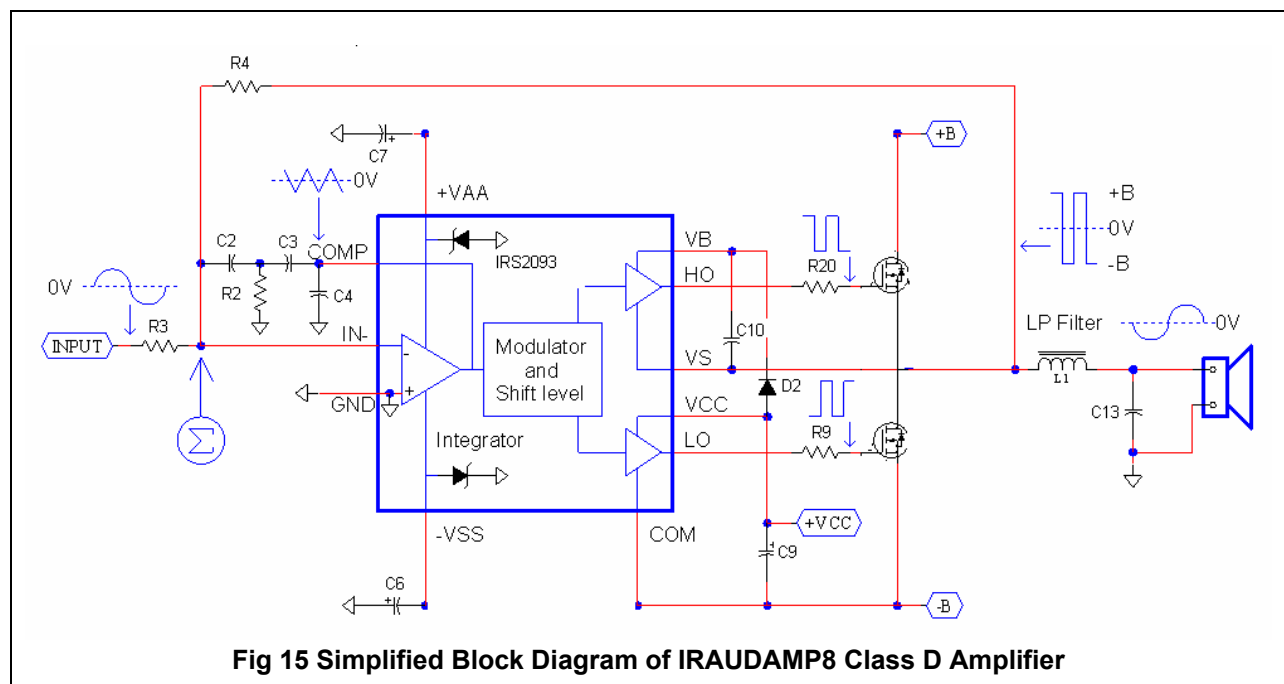 R4
+B
C7
0V
+VAA
+B
0V
-B
C2
C3
COMP
IRS2093
VB
HO
R20
0V
R2
C4
LP Filter
0V
R3
IN-
C10
INPUT
-
+
Modulator
and
Shift level
VS
L1
D2
GND
VCC
C13
Σ
Integrator
LO
R9
-VSS
COM
+VCC
C9
C6
+
-B
Fig 15 Simplified Block Diagram of IRAUDAMP8 Class D Amplifier